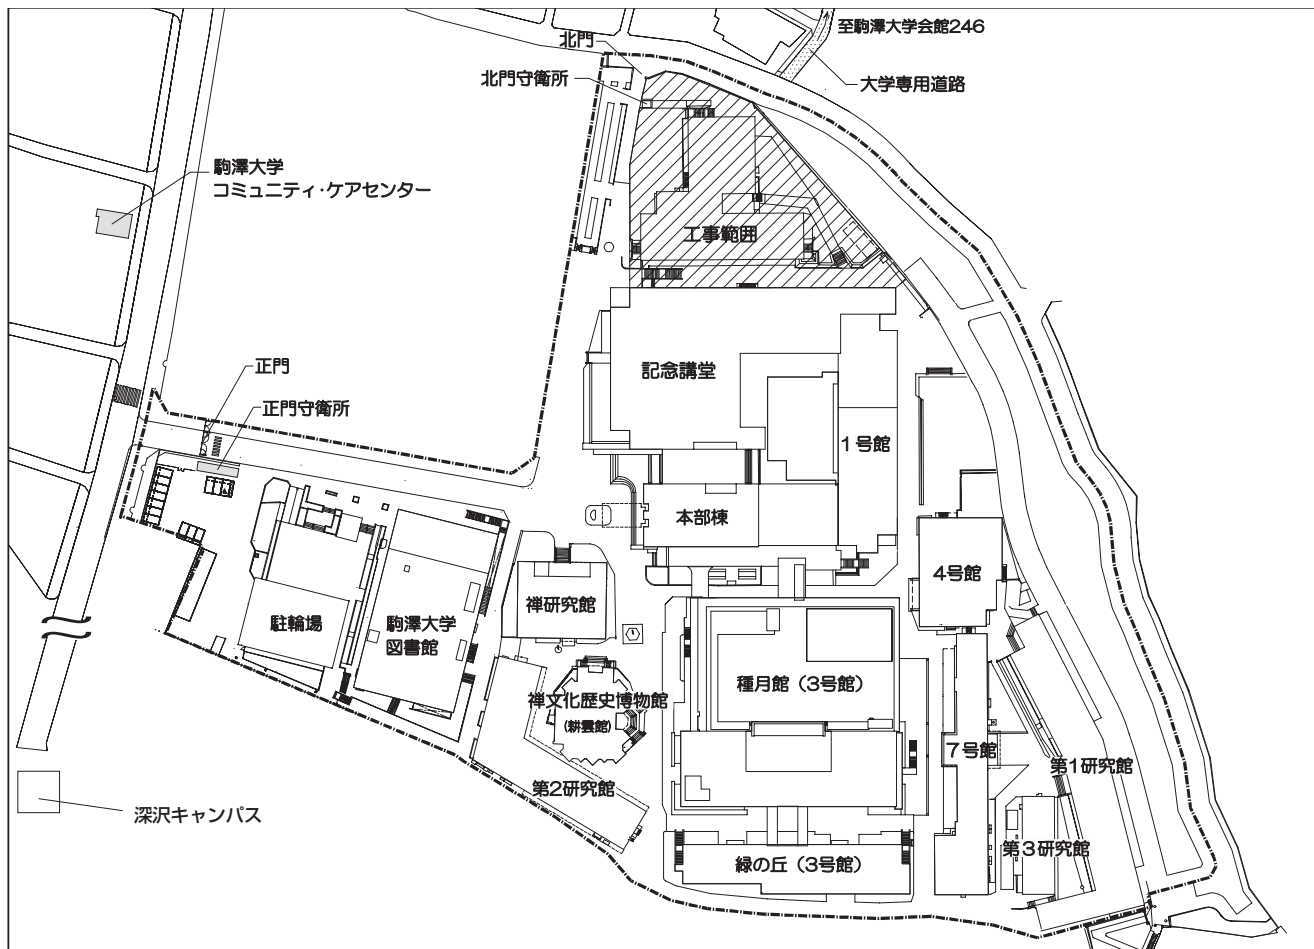 至駒澤大学会館246
北門
北門守衛所
大学専用道路
駒澤大学
コミュニティ・ケアセンター
工事範囲
正門
記念講堂
正門守衛所
1号館
本部棟
4号館
禅研究館
駐輪場
駒澤大学
図書館
種月館（3号館）
禅文化歴史博物館
(耕雲館)
7号館
第1研究館
第2研究館
深沢キャンパス
第3研究館
緑の丘（3号館）